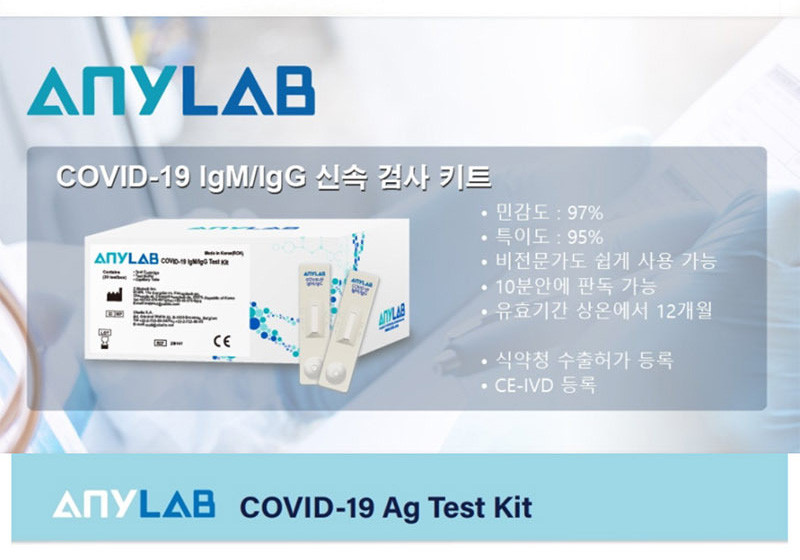 ANYLAB
COVID-19 IgM/IgG 신속 검사 키트
• 민감도 : 97%
• 특이도 : 95%
• 비전문가도 쉽게 사용 가능
• 10분안에 판독 가능
• 유효기간 상온에서 12개월
• 식약청 수출허가 등록
• CE-IVD 등록
Made in Korea(ROK)
ANYLAB COVID-19 IgM/IgG Test Kit
CE
ANYLAB
ANYLAB
ANYLAB
ANYLAB COVID-19 Ag Test Kit